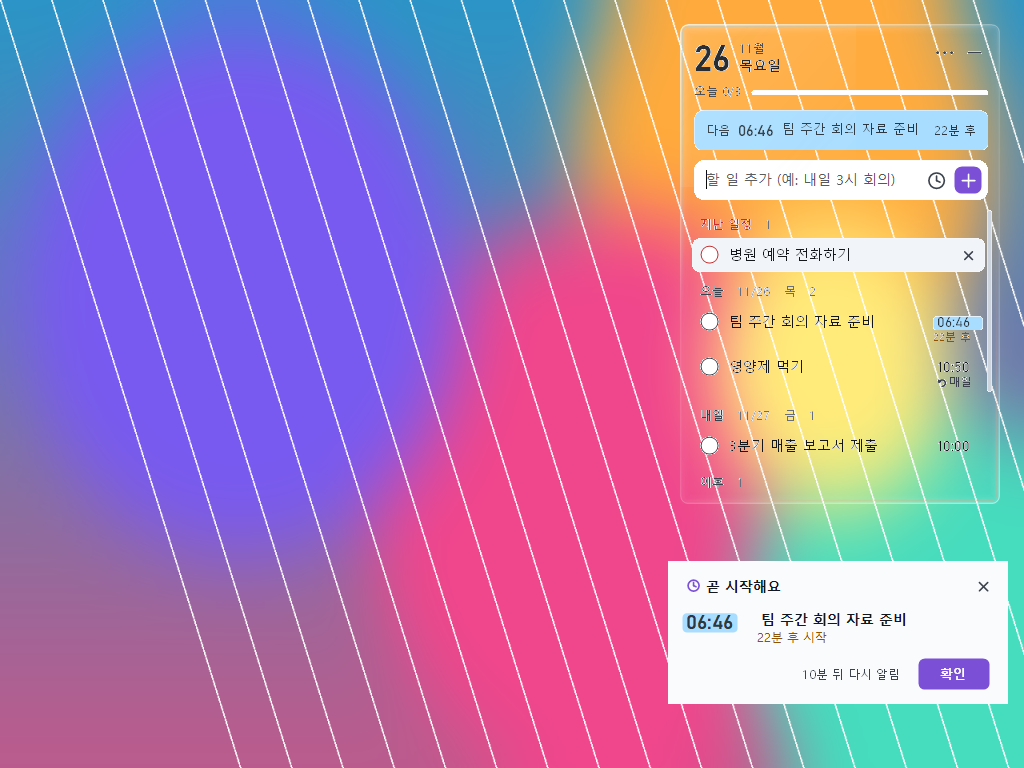 26
11월
목요일
오늘 0/3
다음 06:46 팀 주간 회의 자료 준비 22분 후
할 일 추가 (예: 내일 3시 회의)
지난 일정 1
병원 예약 전화하기
오늘 11/26 목 2
팀 주간 회의 자료 준비 06:46
22분 후
영양제 먹기 10:50
매일
내일 11/27 금 1
3분기 매출 보고서 제출 10:00
1
곧 시작해요
06:46 팀 주간 회의 자료 준비
22분 후 시작
10분 뒤 다시 알림 확인